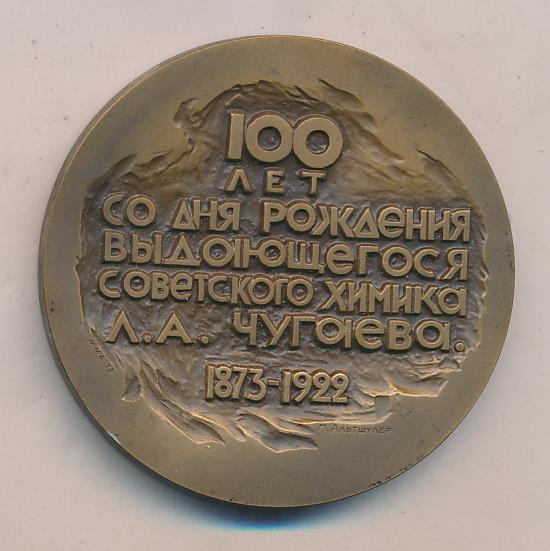 100
ЛЕТ
СО ДНЯ РОЖДЕНИЯ
ВЫДАЮЩЕГОСЯ
СОВЕТСКОГО ХИМИКА
Л.А. ЧУГАЕВА.
1873-1922
М. АЛЬТШУЛЕР